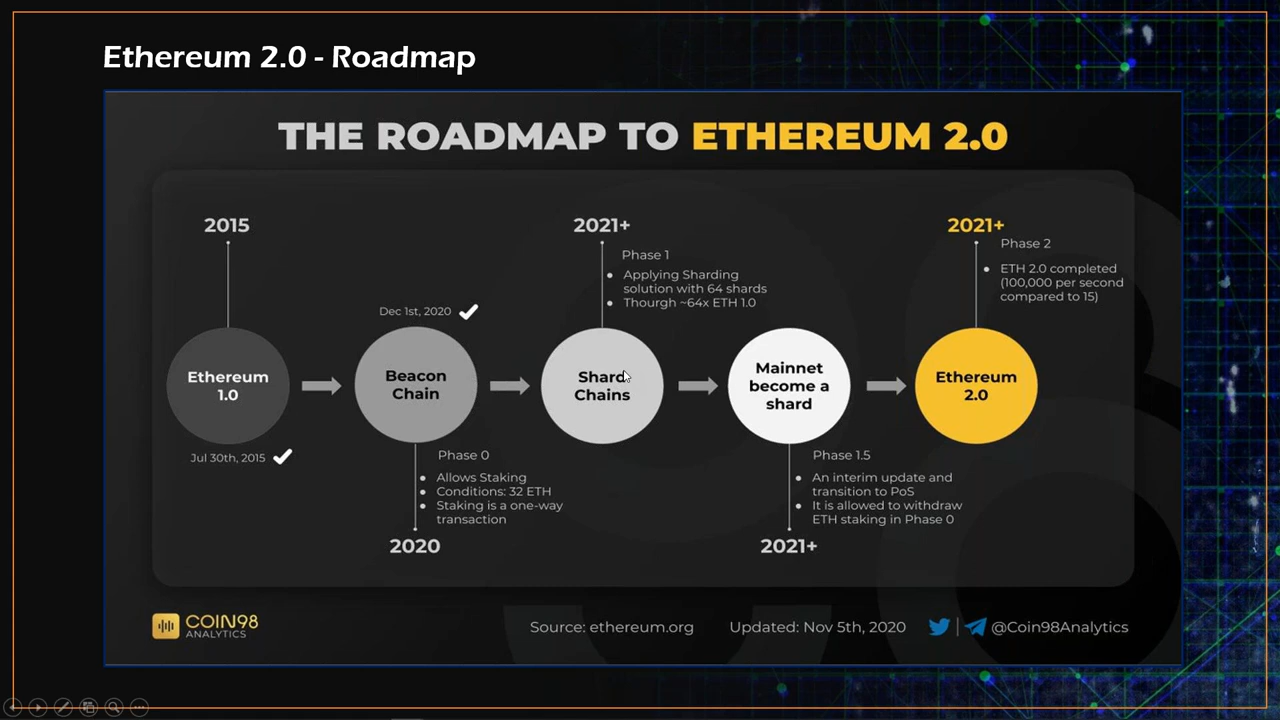 Ethereum 2.0 - Roadmap
THE ROADMAP TO ETHEREUM 2.0
2015
Ethereum
1.0
Jul 30th, 2015
Dec 1st, 2020
Beacon
Chain
Phase 0
Allows Staking
Conditions: 32 ETH
Staking is a one-way
transaction
2020
2021+
Phase 1
Applying Sharding
solution with 64 shards
Thourgh ~64x ETH 1.0
Shard
Chains
Mainnet
become a
shard
Phase 1.5
An interim update and
transition to PoS
It is allowed to withdraw
ETH staking in Phase 0
2021+
2021+
Phase 2
ETH 2.0 completed
(100,000 per second
compared to 15)
Ethereum
2.0
COIN98
ANALYTICS
Source: ethereum.org
Updated: Nov 5th, 2020
@Coin98Analytics